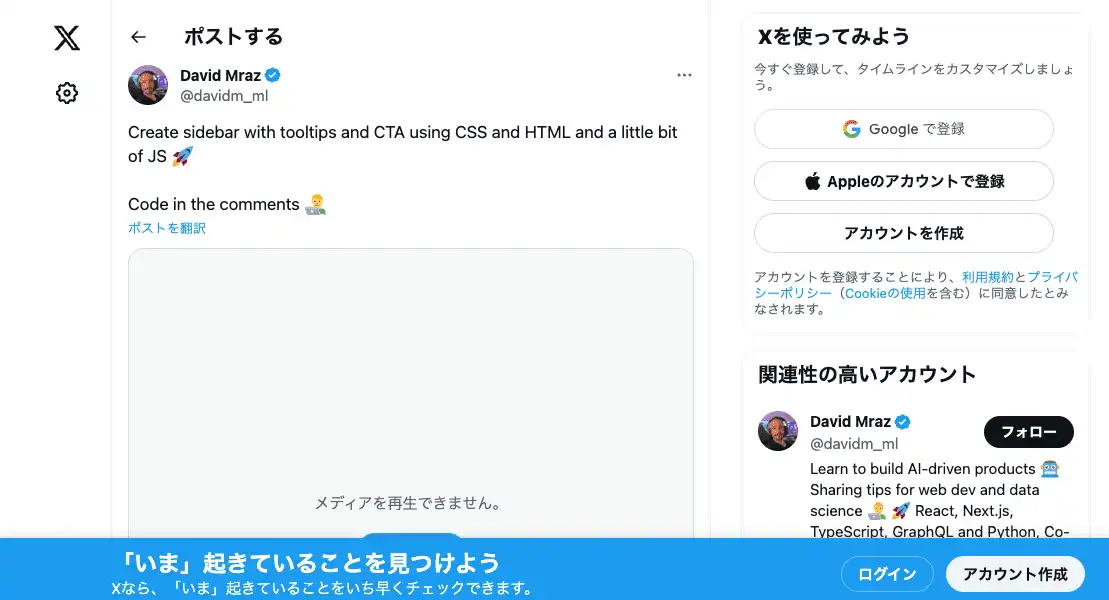 ポストする
David Mraz
@davidm_ml
Create sidebar with tooltips and CTA using CSS and HTML and a little bit
of JS 🚀
Code in the comments 👨‍💻
ポストを翻訳
メディアを再生できません。
Xを使ってみよう
今すぐ登録して、タイムラインをカスタマイズしましょ
う。
Google で登録
Appleのアカウントで登録
アカウントを作成
アカウントを登録することにより、利用規約とプライバ
シーポリシー（Cookieの使用を含む）に同意したとみ
なされます。
関連性の高いアカウント
David Mraz
@davidm_ml
フォロー
Learn to build AI-driven products 🤖
Sharing tips for web dev and data
science 👨‍💻 🚀 React, Next.js,
TypeScript, GraphQL and Python, Co-
「いま」起きていることを見つけよう
Xなら、「いま」起きていることをいち早くチェックできます。
ログイン
アカウント作成